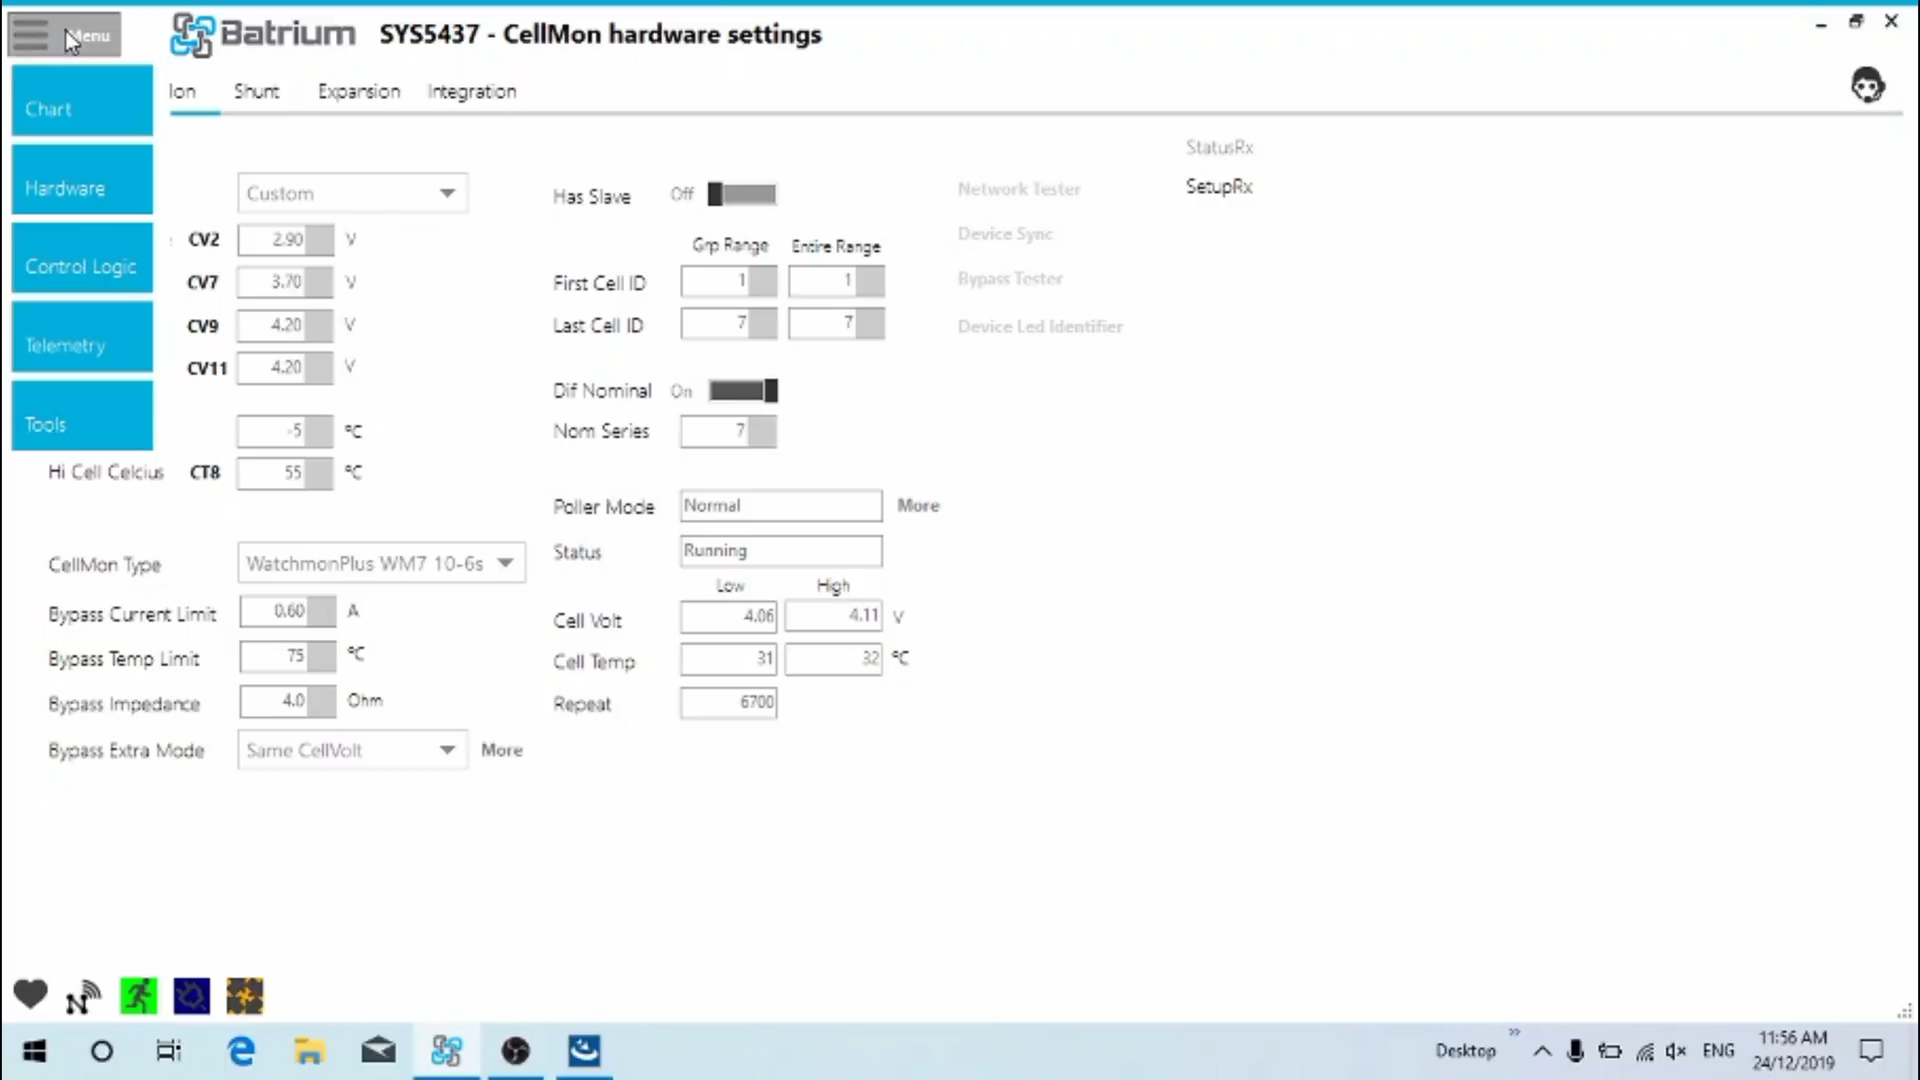 Menu
Batrium
SYS5437 - CellMon hardware settings
Chart
Hardware
Control Logic
Telemetry
Tools
ion
Shunt
Expansion
Integration
Custom
CV2 2.90 V
CV7 3.70 V
CV9 4.20 V
CV11 4.20 V
-5 °C
Hi Cell Celcius CT8 55 °C
CellMon Type WatchmonPlus WM7 10-6s
Bypass Current Limit 0.60 A
Bypass Temp Limit 75 °C
Bypass Impedance 4.0 Ohm
Bypass Extra Mode Same CellVolt More
Has Slave Off
Grp Range Entire Range
First Cell ID 1 1
Last Cell ID 7 7
Dif Nominal On
Nom Series 7
Poller Mode Normal More
Status Running
Low High
Cell Volt 4.06 4.11 V
Cell Temp 31 32 °C
Repeat 6700
Network Tester
Device Sync
Bypass Tester
Device Led Identifier
StatusRx
SetupRx
N
Desktop
ENG
11:56 AM
24/12/2019